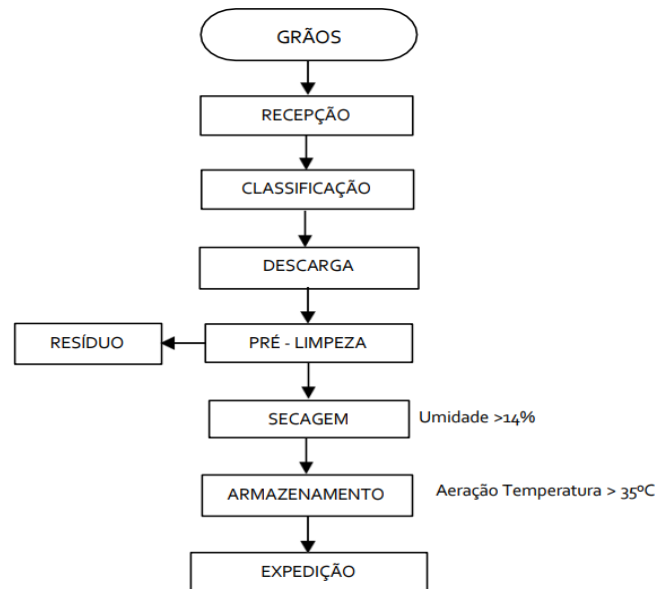 GRÃOS
RECEPÇÃO
CLASSIFICAÇÃO
DESCARGA
RESÍDUO
PRÉ - LIMPEZA
SECAGEM
Umidade >14%
ARMAZENAMENTO
Aeração Temperatura > 35ºC
EXPEDIÇÃO